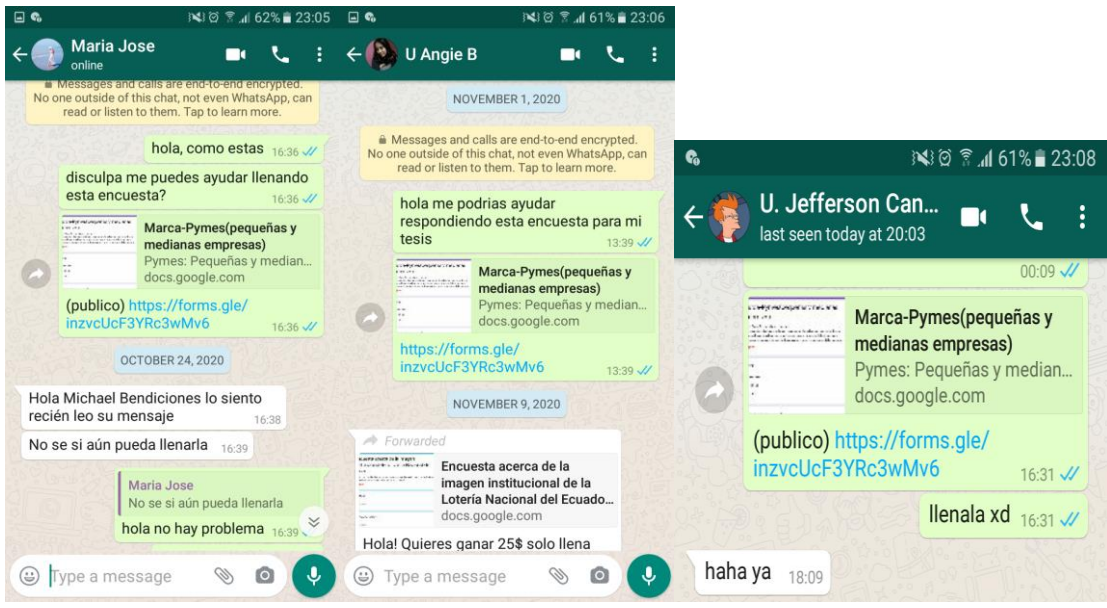 62% 23:05
Maria Jose
online
Messages and calls are end-to-end encrypted.
No one outside of this chat, not even WhatsApp, can
read or listen to them. Tap to learn more.
hola, como estas 16:36
disculpa me puedes ayudar llenando
esta encuesta? 16:36
Marca-Pymes(pequeñas y
medianas empresas)
Pymes: Pequeñas y median...
docs.google.com
(publico) https://forms.gle/
inzvcUcF3YRc3wMv6 16:36
OCTOBER 24, 2020
Hola Michael Bendiciones lo siento
recién leo su mensaje 16:38
No se si aún pueda llenarla 16:39
Maria Jose
No se si aún pueda llenarla
hola no hay problema 16:39
Type a message
61% 23:06
U Angie B
NOVEMBER 1, 2020
Messages and calls are end-to-end encrypted.
No one outside of this chat, not even WhatsApp, can
read or listen to them. Tap to learn more.
hola me podrias ayudar
respondiendo esta encuesta para mi
tesis 13:39
Marca-Pymes(pequeñas y
medianas empresas)
Pymes: Pequeñas y median...
docs.google.com
https://forms.gle/
inzvcUcF3YRc3wMv6 13:39
NOVEMBER 9, 2020
Forwarded
Encuesta acerca de la
imagen institucional de la
Lotería Nacional del Ecuado...
docs.google.com
Hola! Quieres ganar 25$ solo llena
Type a message
61% 23:08
U. Jefferson Can...
last seen today at 20:03
00:09
Marca-Pymes(pequeñas y
medianas empresas)
Pymes: Pequeñas y median...
docs.google.com
(publico) https://forms.gle/
inzvcUcF3YRc3wMv6 16:31
llenala xd 16:31
haha ya 18:09